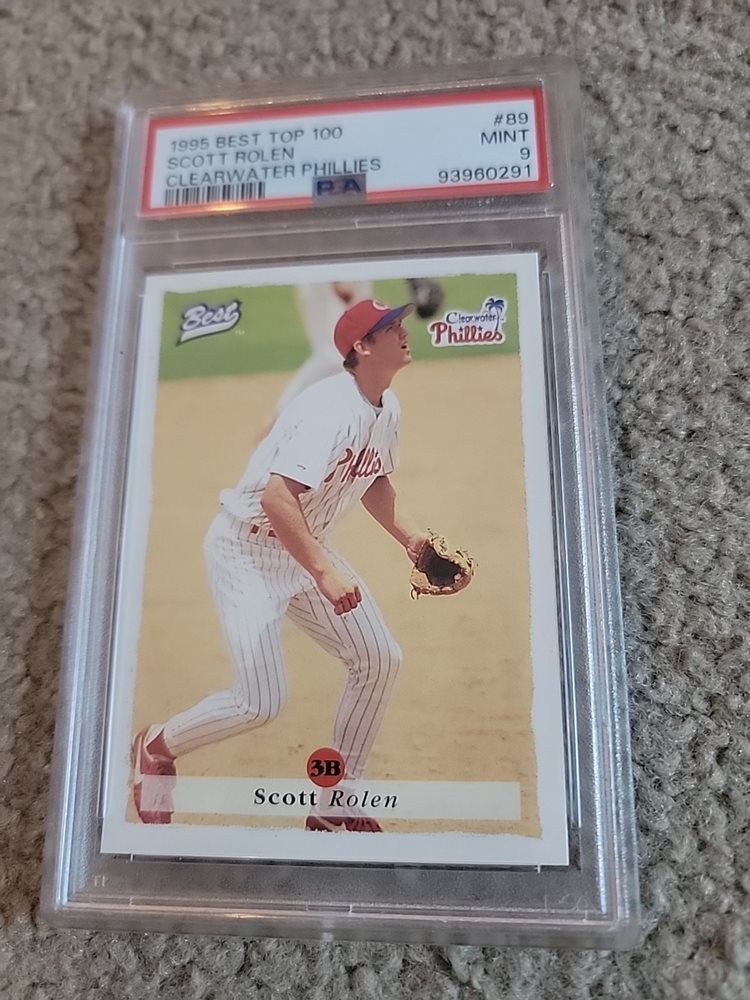 1995 BEST TOP 100
SCOTT ROLEN
CLEARWATER PHILLIES
#89
MINT
9
93960291
PSA
Best
Clearwater
Phillies
Phillies
3B
Scott Rolen